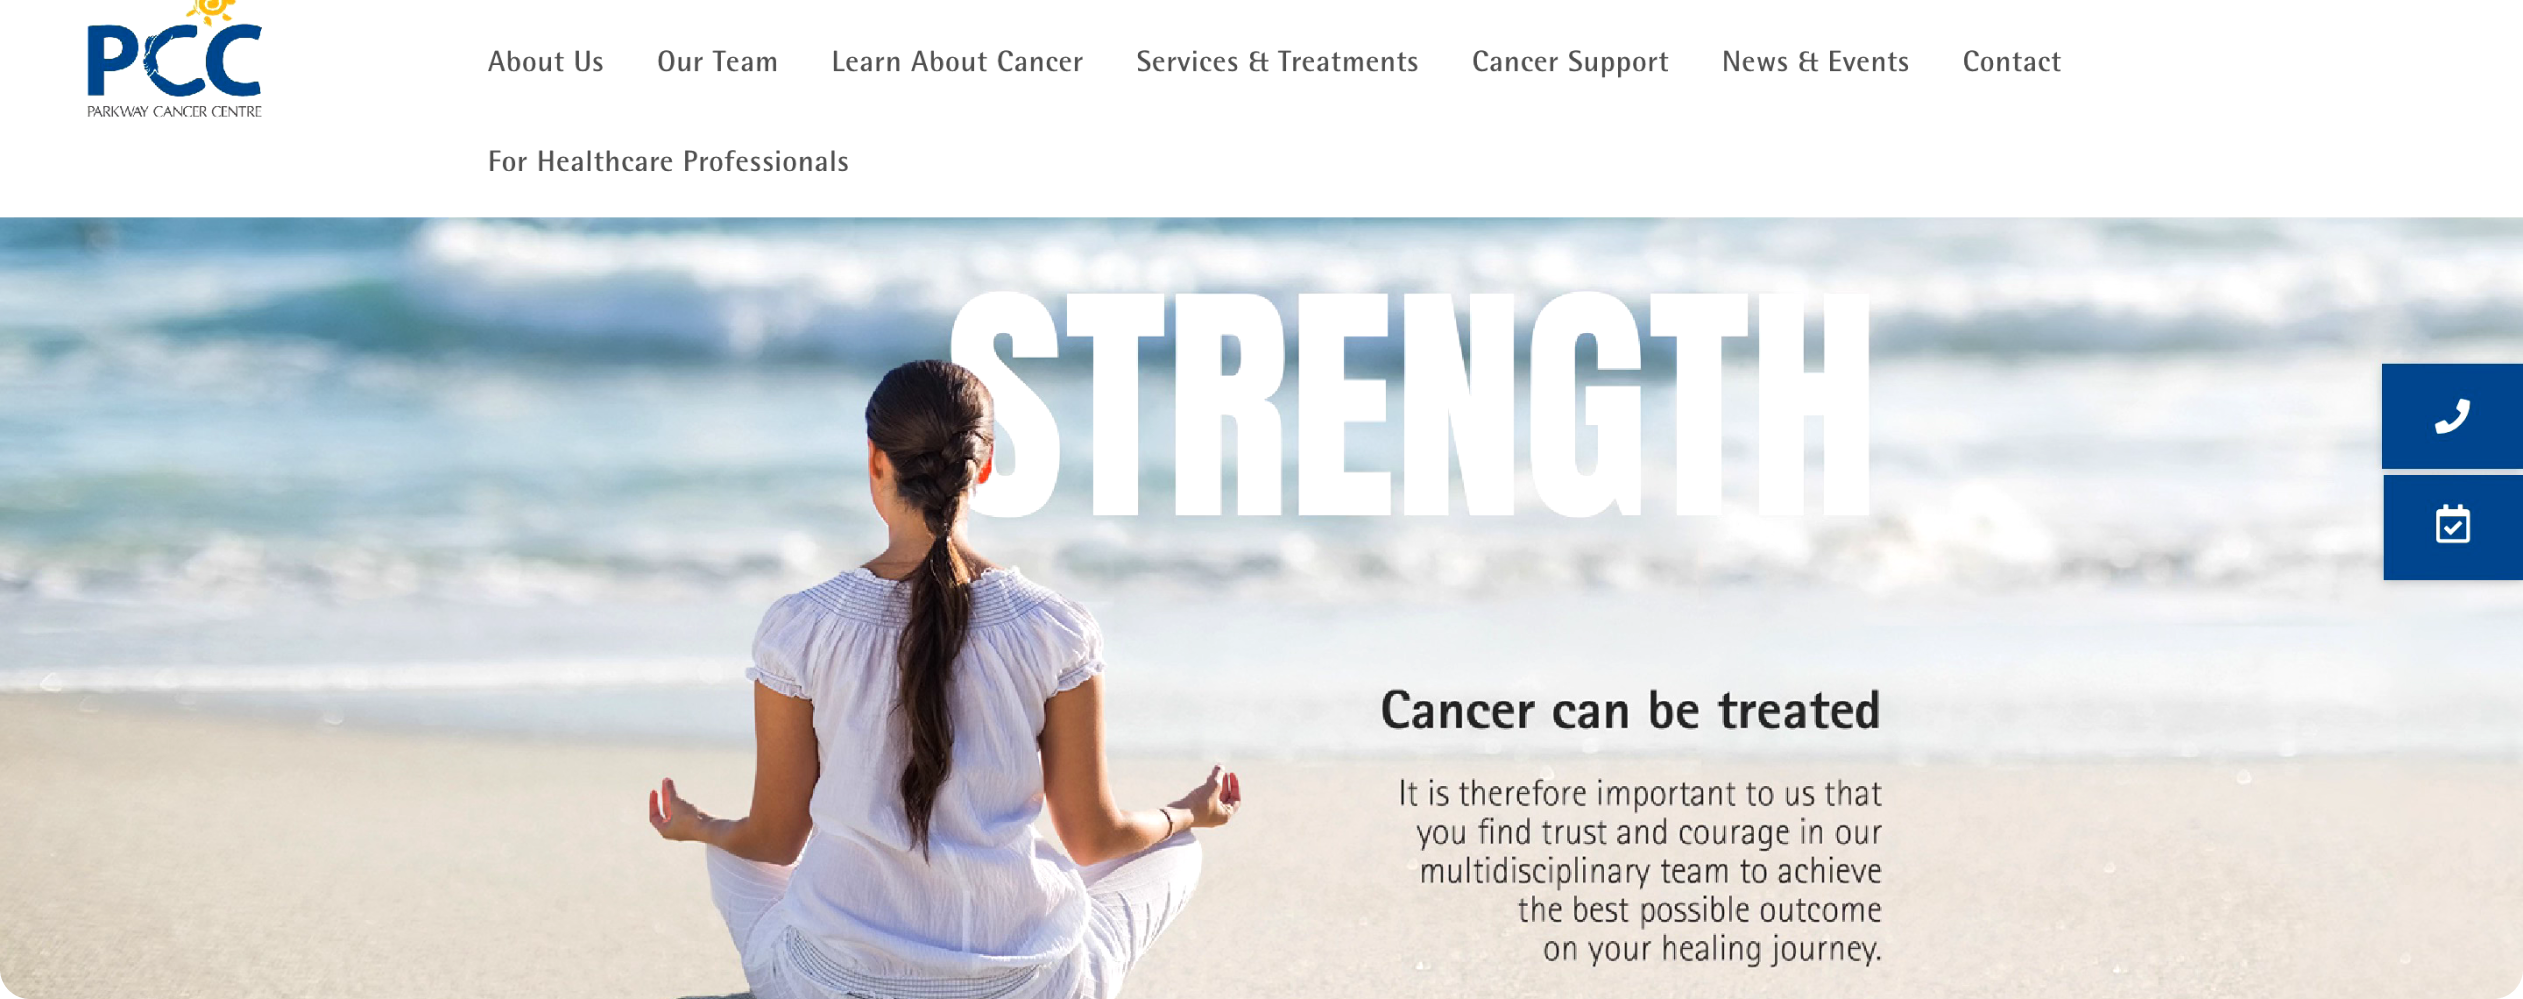 PCC
PARKWAY CANCER CENTRE
About Us Our Team Learn About Cancer Services & Treatments Cancer Support News & Events Contact
For Healthcare Professionals
STRENGTH
Cancer can be treated
It is therefore important to us that
you find trust and courage in our
multidisciplinary team to achieve
the best possible outcome
on your healing journey.